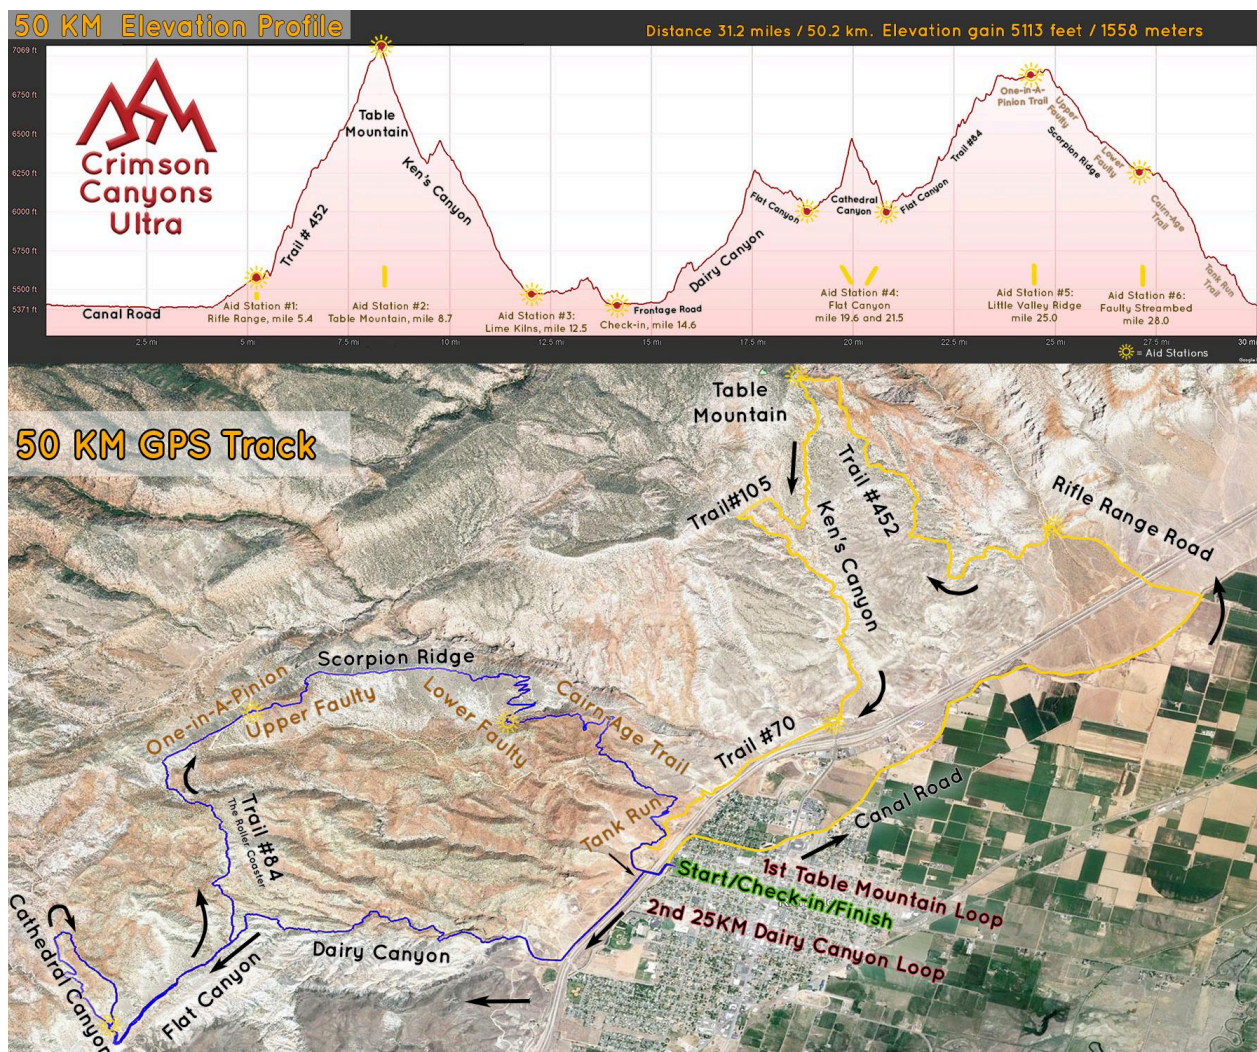 50 KM Elevation Profile
Distance 31.2 miles / 50.2 km. Elevation gain 5113 feet / 1558 meters
7069 ft
6750 ft
6500 ft
6250 ft
6000 ft
5750 ft
5500 ft
5371 ft
Crimson
Canyons
Ultra
Canal Road
Trail # 452
Table
Mountain
Ken's Canyon
Frontage Road
Dairy Canyon
Flat Canyon
Cathedral
Canyon
Flat Canyon
Trail #84
One-in-A-
Pinion Trail
Upper
Faulty
Scorpion Ridge
Lower
Faulty
Cairn-Age
Trail
Tank Run
Trail
Aid Station #1:
Rifle Range, mile 5.4
Aid Station #2:
Table Mountain, mile 8.7
Aid Station #3:
Lime Kilns, mile 12.5
Check-in, mile 14.6
Aid Station #4:
Flat Canyon
mile 19.6 and 21.5
Aid Station #5:
Little Valley Ridge
mile 25.0
Aid Station #6:
Faulty Streambed
mile 28.0
2.5 mi
5 mi
7.5 mi
10 mi
12.5 mi
15 mi
17.5 mi
20 mi
22.5 mi
25 mi
27.5 mi
30 mi
= Aid Stations
50 KM GPS Track
Table
Mountain
Trail #452
Trail#105
Ken's Canyon
Rifle Range Road
Scorpion Ridge
One-in-A-Pinion
Upper Faulty
Lower
Faulty
Cairn-Age Trail
Trail #70
Canal Road
Tank Run
Trail #84
The Roller Coaster
1st Table Mountain Loop
Start/Check-in/Finish
2nd 25KM Dairy Canyon Loop
Dairy Canyon
Flat Canyon
Cathedral Canyon